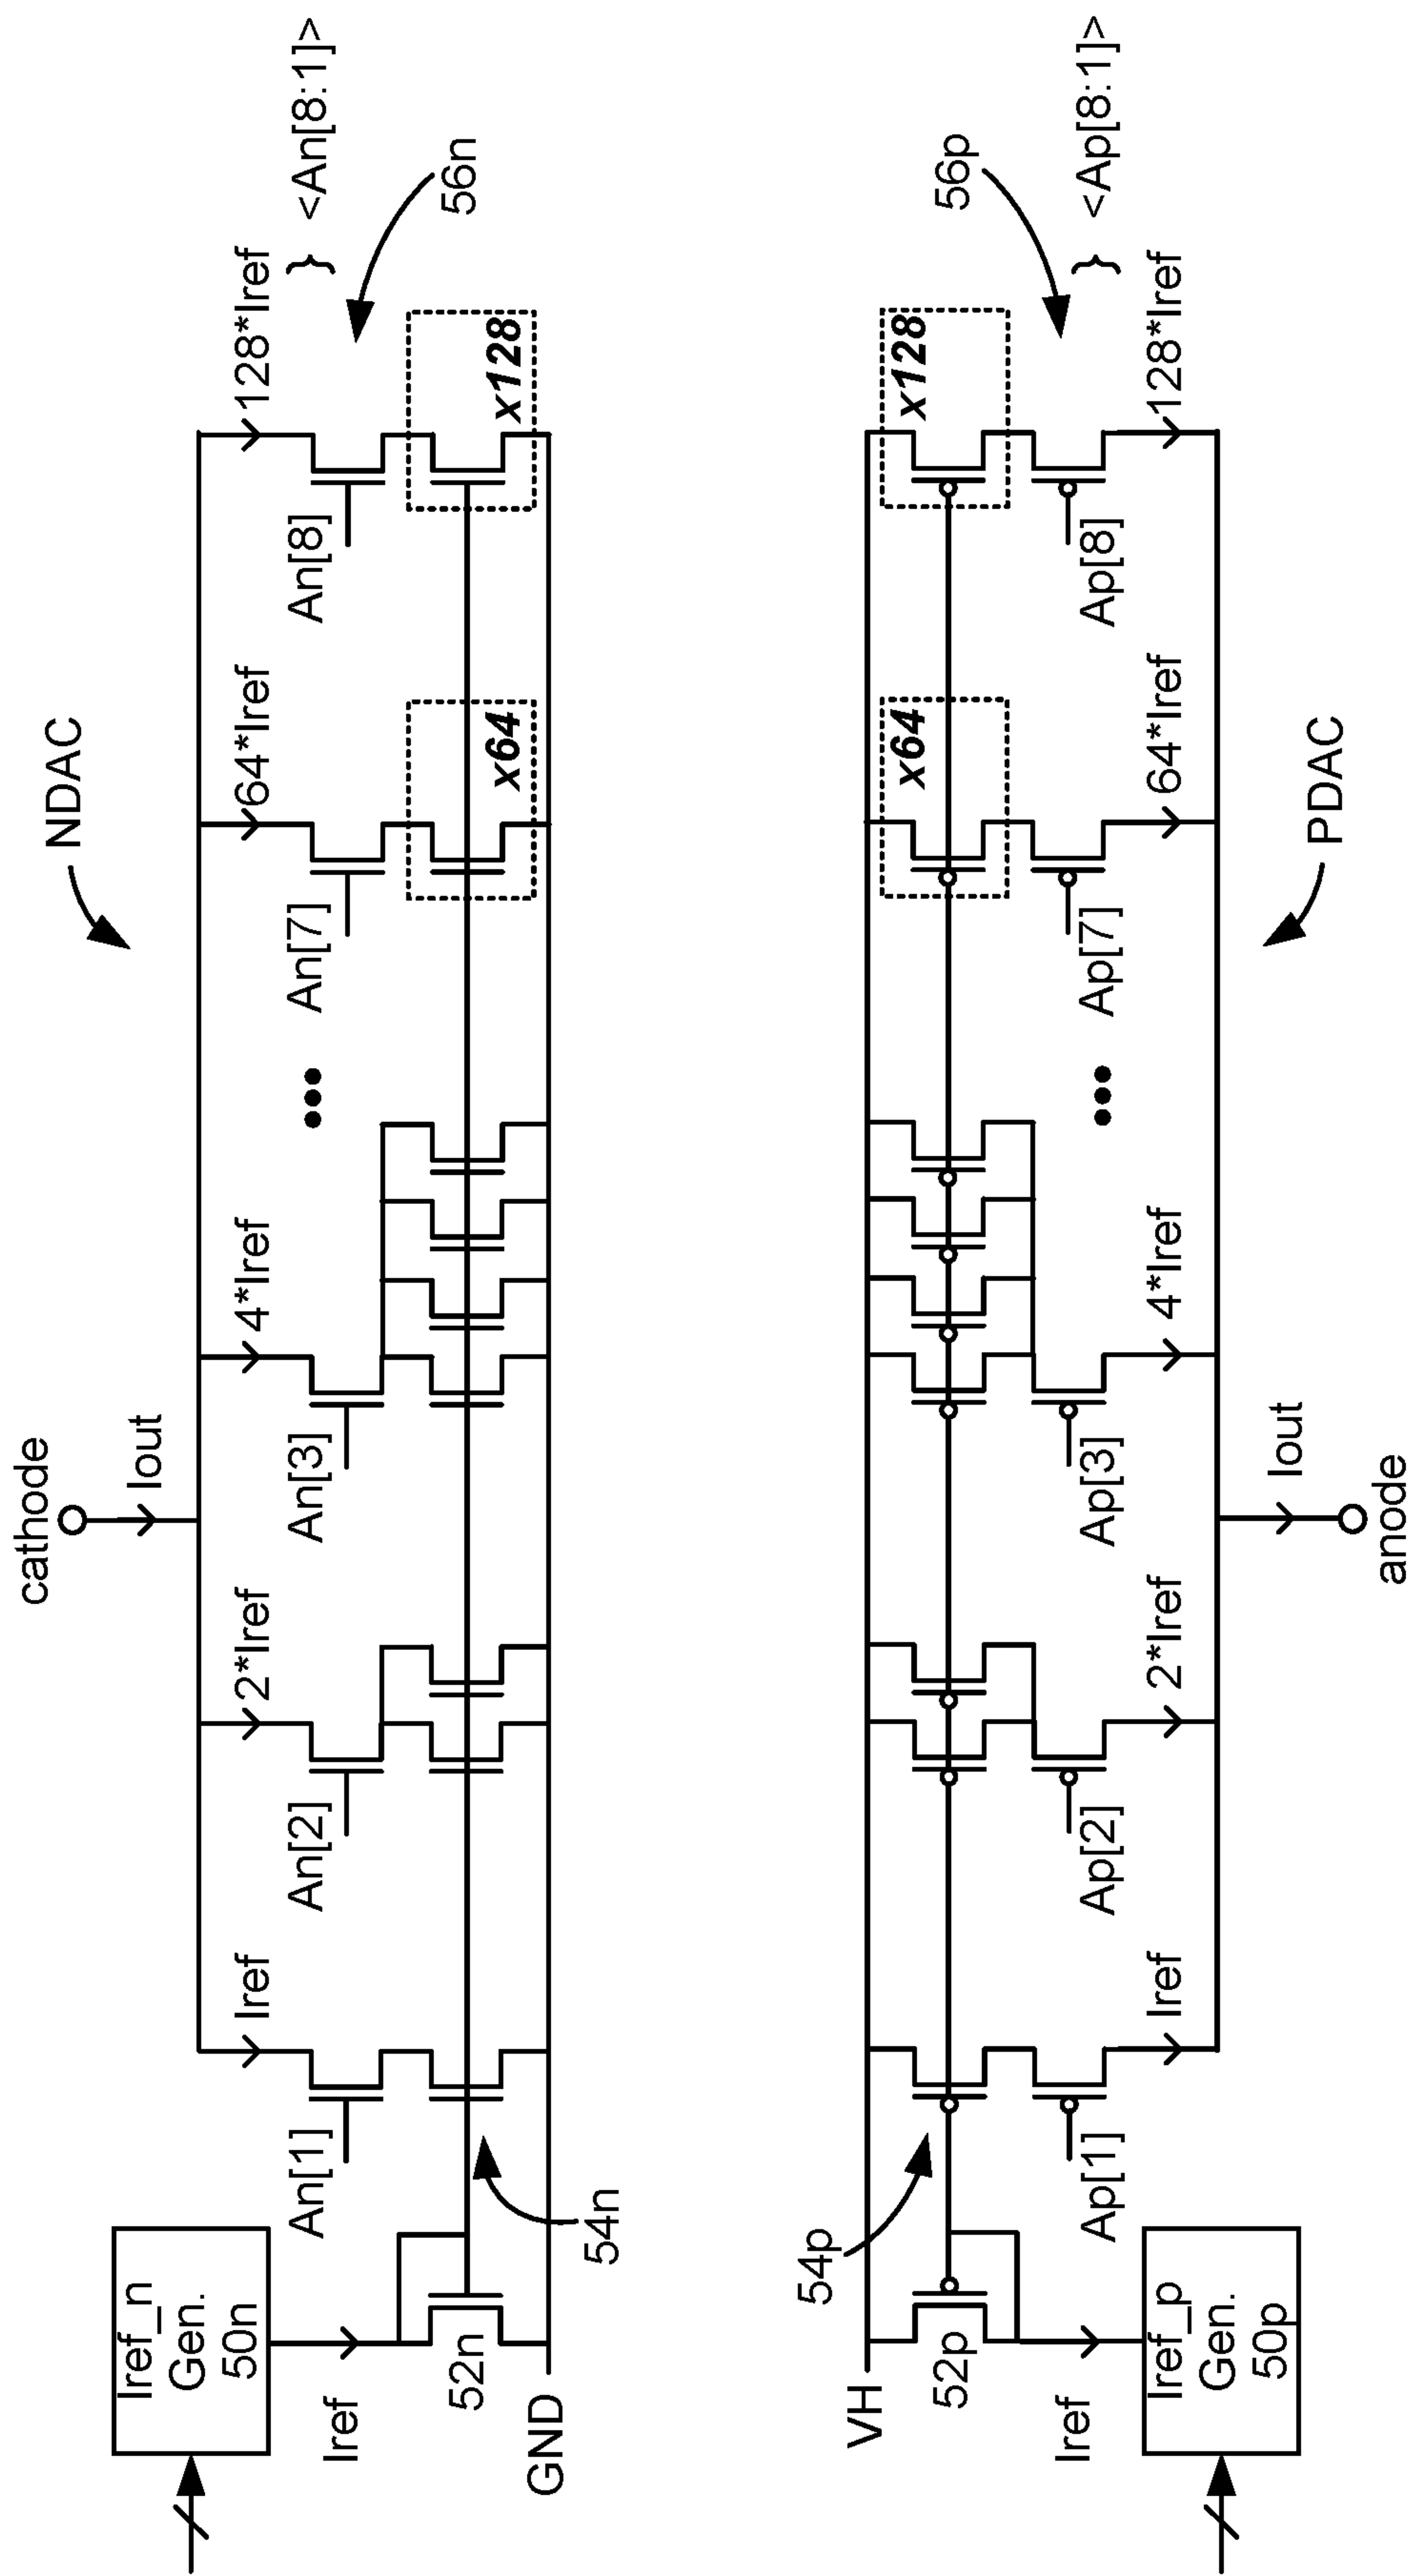 NDAC
cathode
Iout
Iref_n
Gen.
50n
Iref
2*Iref
4*Iref
64*Iref
128*Iref
An[1]
An[2]
An[3]
•••
An[7]
An[8]
} <An[8:1]>
56n
Iref
52n
54n
x64
x128
GND
VH
54p
52p
x64
x128
56p
Iref
Ap[1]
Ap[2]
Ap[3]
•••
Ap[7]
Ap[8]
} <Ap[8:1]>
Iref_p
Gen.
50p
Iref
2*Iref
4*Iref
64*Iref
128*Iref
Iout
anode
PDAC